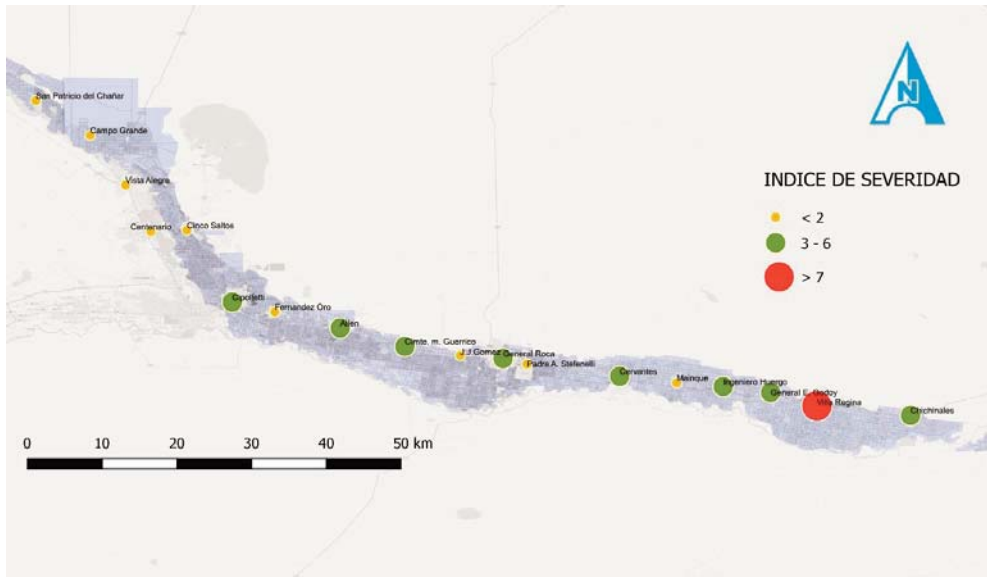 San Patricio del Chañar
Campo Grande
Vista Alegre
Centenario
Cinco Saltos
Cipolletti
Fernandez Oro
Allen
Cimte. m. Guerrico
J.J Gomez
General Roca
Padre A. Stefenelli
Cervantes
Mainque
Ingeniero Huergo
General E. Godoy
Villa Regina
Chichinales
N
INDICE DE SEVERIDAD
< 2
3 - 6
> 7
0 10 20 30 40 50 km